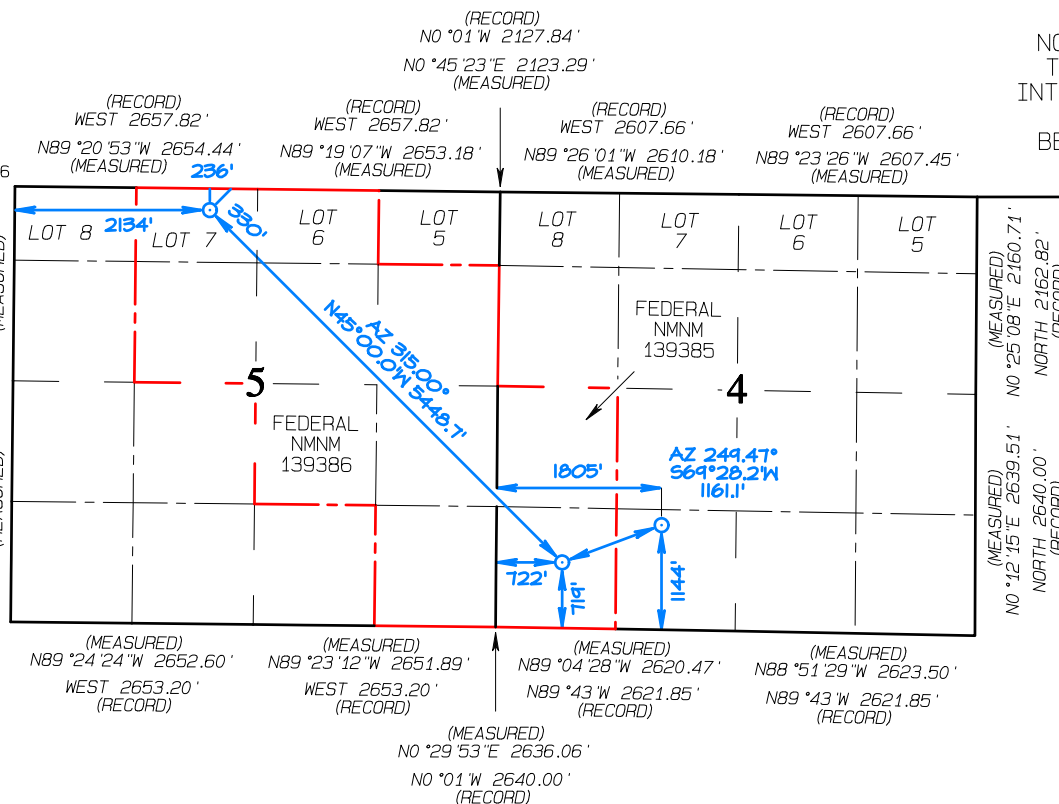 (RECORD)
N0°01'W 2127.84'
N0°45'23"E 2123.29'
(MEASURED)
NO
T
INT
BE
(RECORD)
WEST 2657.82'
N89°20'53"W 2654.44'
(MEASURED)
(RECORD)
WEST 2657.82'
N89°19'07"W 2653.18'
(MEASURED)
(RECORD)
WEST 2607.66'
N89°26'01"W 2610.18'
(MEASURED)
(RECORD)
WEST 2607.66'
N89°23'26"W 2607.45'
(MEASURED)
6
236'
2134'
330'
LOT 8
LOT 7
LOT
6
LOT
5
LOT
8
LOT
7
LOT
6
LOT
5
(MEASURED)
N0°25'08"E 2160.71'
NORTH 2162.82'
(RECORD)
(MEASURED)
AZ 315.00°
N45°00.0'W 5448.7'
FEDERAL
NMNM
139385
5
4
FEDERAL
NMNM
139386
AZ 249.47°
S69°28.2'W
1161.1'
1805'
722'
719'
1144'
(MEASURED)
N0°12'15"E 2639.51'
NORTH 2640.00'
(RECORD)
(MEASURED)
(MEASURED)
N89°24'24"W 2652.60'
WEST 2653.20'
(RECORD)
(MEASURED)
N89°23'12"W 2651.89'
WEST 2653.20'
(RECORD)
(MEASURED)
N89°04'28"W 2620.47'
N89°43'W 2621.85'
(RECORD)
(MEASURED)
N88°51'29"W 2623.50'
N89°43'W 2621.85'
(RECORD)
(MEASURED)
N0°29'53"E 2636.06'
N0°01'W 2640.00'
(RECORD)